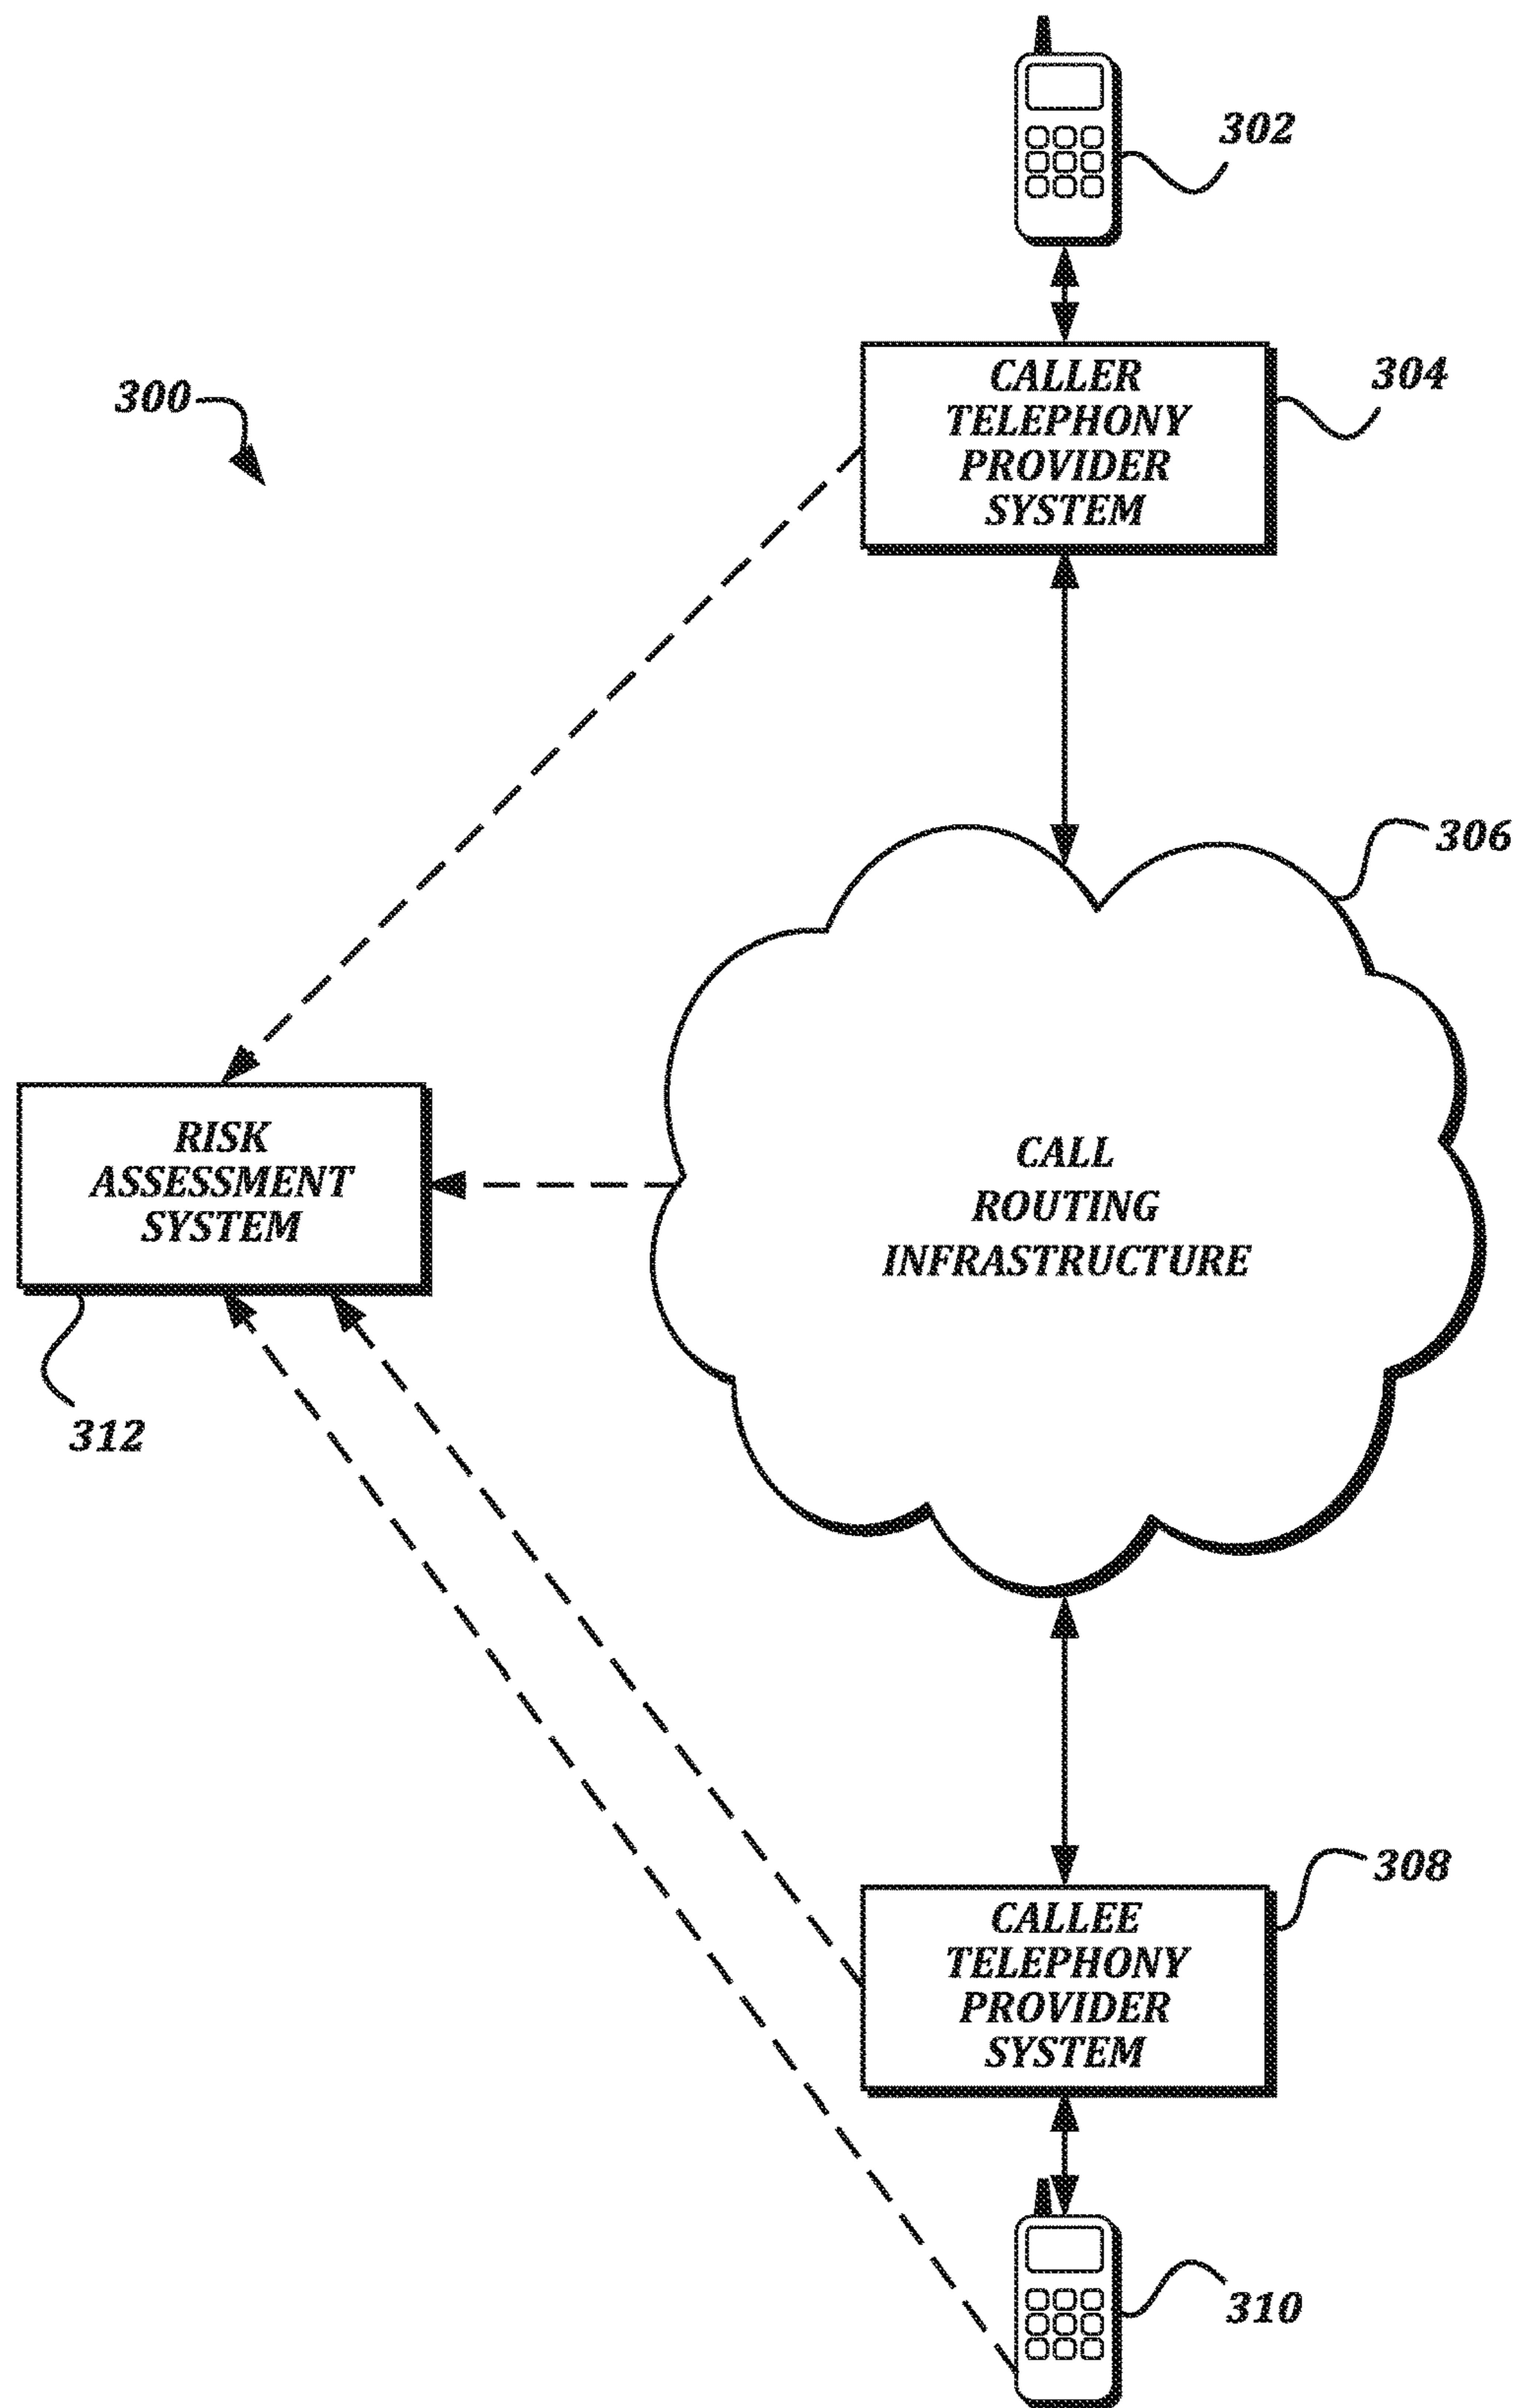 302
CALLER
TELEPHONY
PROVIDER
SYSTEM
304
300
306
RISK
ASSESSMENT
SYSTEM
CALL
ROUTING
INFRASTRUCTURE
312
308
CALLEE
TELEPHONY
PROVIDER
SYSTEM
310